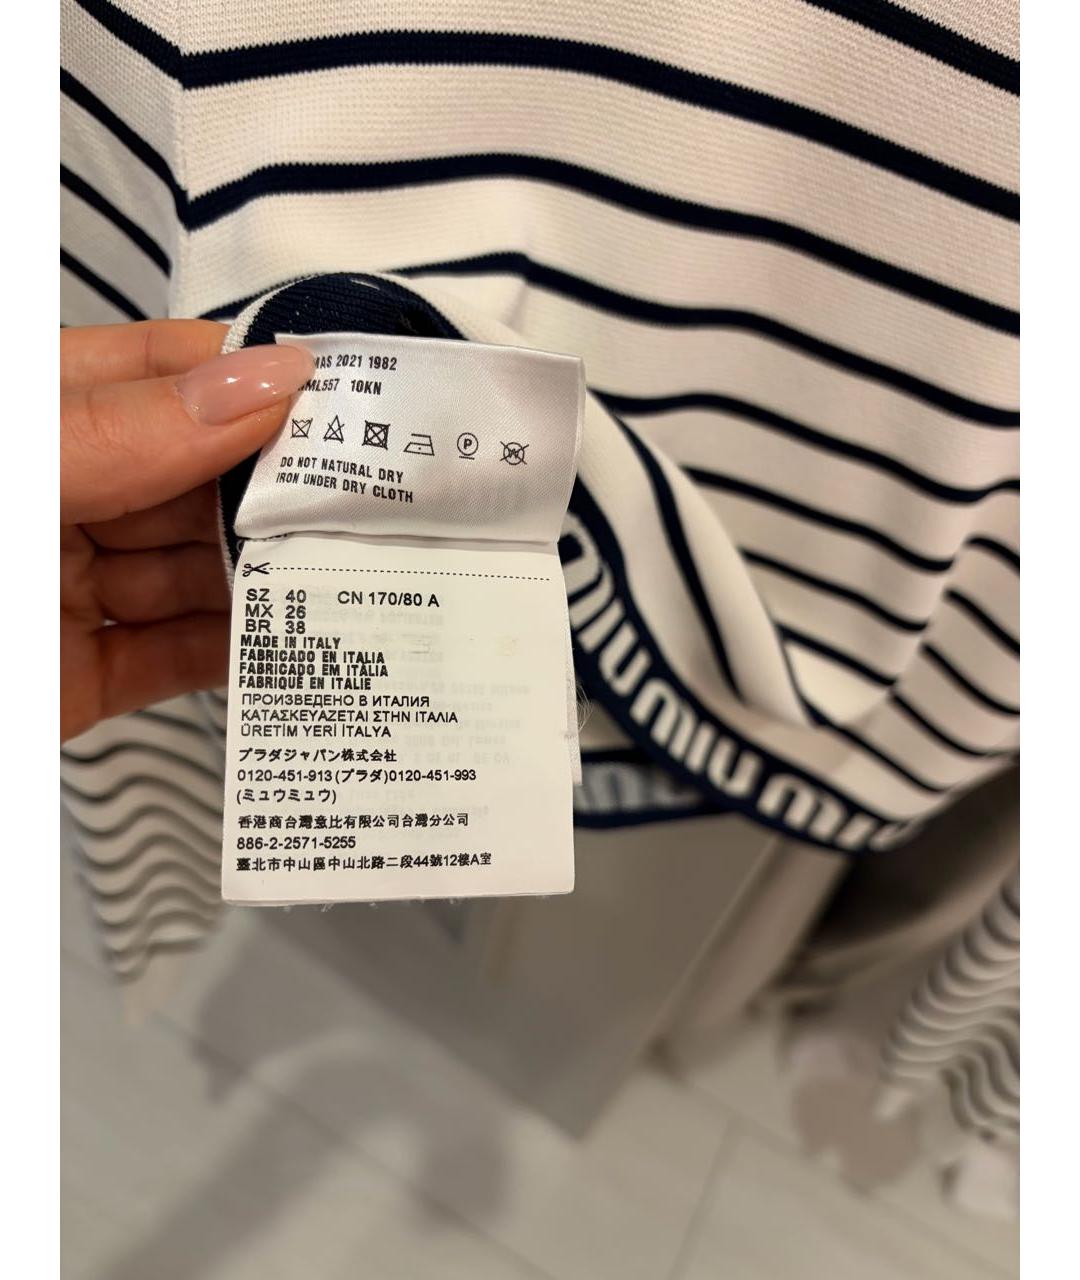 MAS 2021 1982
ML557 10KN
P
W
DO NOT NATURAL DRY
IRON UNDER DRY CLOTH
SZ 40 CN 170/80 A
MX 26
BR 38
MADE IN ITALY
FABRICADO EN ITALIA
FABRICADO EM ITÁLIA
FABRIQUÉ EN ITALIE
ПРОИЗВЕДЕНО В ИТАЛИЯ
ΚΑΤΑΣΚΕΥΑΖΕΤΑΙ ΣΤΗΝ ΙΤΑΛΙΑ
ÜRETİM YERİ İTALYA
プラダジャパン株式会社
0120-451-913(プラダ)0120-451-993
(ミュウミュウ)
香港商台灣意比有限公司台灣分公司
886-2-2571-5255
臺北市中山區中山北路二段44號12樓A室
MIU MIU MIU